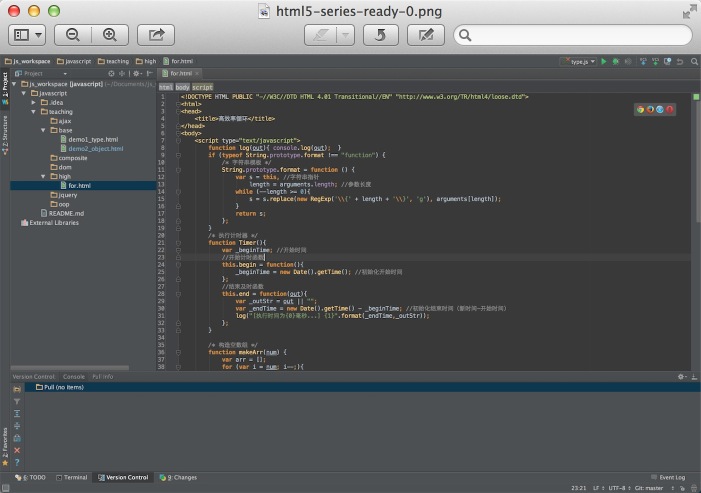 html5-series-ready-0.png
js_workspace javascript teaching high for.html
type.js
Project
for.html
js_workspace [javascript] (~/Documents/js_
javascript
.idea
teaching
ajax
base
demo1_type.html
demo2_object.html
composite
dom
high
for.html
jquery
oop
README.md
External Libraries
1: Project
Z: Structure
2: Favorites
html body script
1 <!DOCTYPE HTML PUBLIC "-//W3C//DTD HTML 4.01 Transitional//EN" "http://www.w3.org/TR/html4/loose.dtd">
2 <html>
3 <head>
4 <title>高效率循环</title>
5 </head>
6 <body>
7 <script type="text/javascript">
8 function log(out){ console.log(out); }
9 if (typeof String.prototype.format !== "function") {
10 /* 字符串模板 */
11 String.prototype.format = function () {
12 var s = this, //字符串指针
13 length = arguments.length; //参数长度
14 while (--length >= 0){
15 s = s.replace(new RegExp('\\{' + length + '\\}', 'g'), arguments[length]);
16 }
17 return s;
18 };
19 }
20 /* 执行计时器 */
21 function Timer(){
22 var _beginTime; //开始时间
23 //开始计时函数
24 this.begin = function(){
25 _beginTime = new Date().getTime(); //初始化开始时间
26 };
27 //结束及时函数
28 this.end = function(out){
29 var _outStr = out || "";
30 var _endTime = new Date().getTime() - _beginTime; //初始化结束时间（新时间-开始时间）
31 log("[执行时间为{0}毫秒...] {1}".format(_endTime,_outStr));
32 };
33 }
34
35 /* 构造空数组 */
36 function makeArr(num) {
37 var arr = [];
38 for (var i = num; i--;){
Version Control: Console Pull Info
Pull (no items)
6: TODO Terminal Version Control 9: Changes Event Log
23:21 LF UTF-8 Git: master